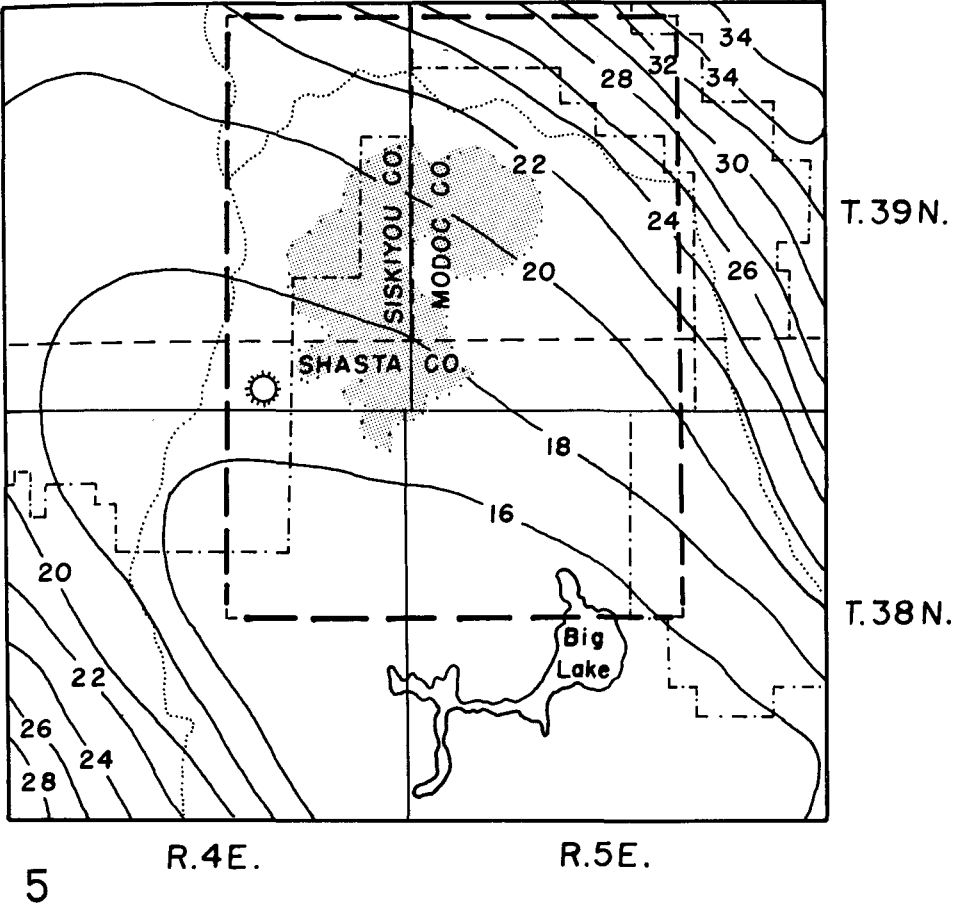 34
32
34
28
30
22
SISKIYOU CO.
MODOC CO.
T.39N.
24
26
20
SHASTA CO.
18
16
20
Big
Lake
T.38N.
22
26
24
28
R.4E.
R.5E.
5